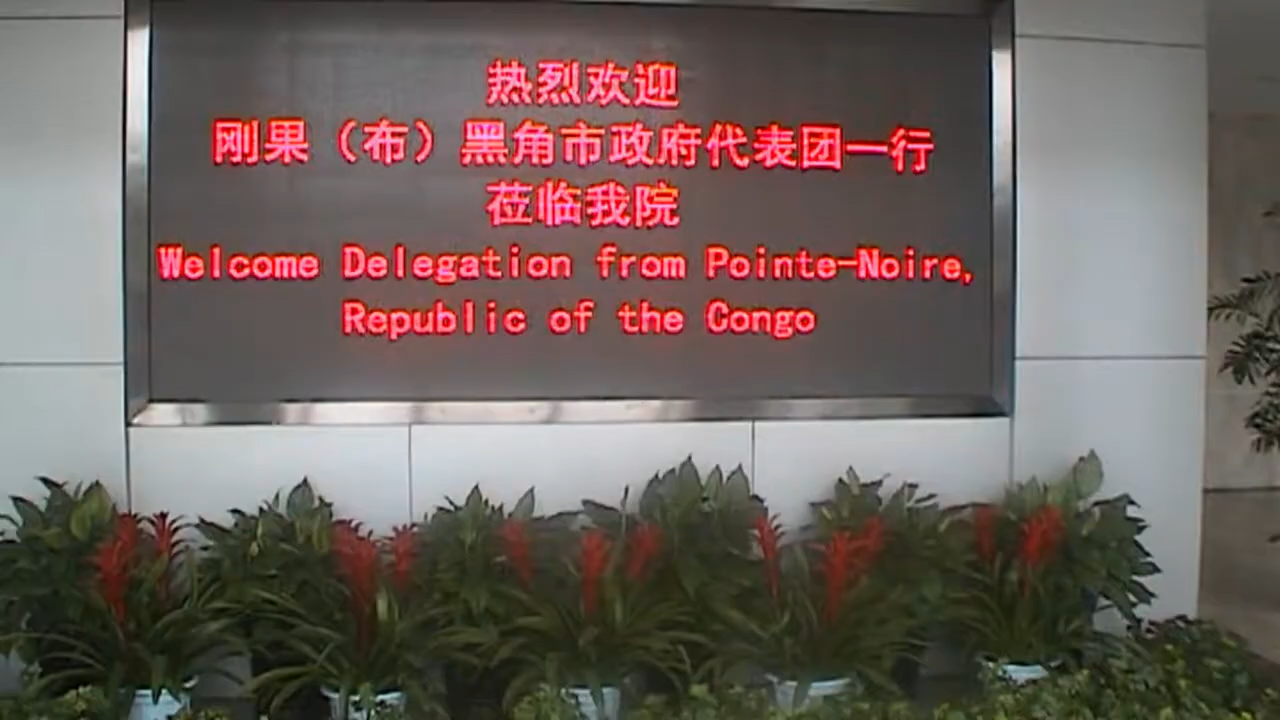 热烈欢迎
刚果（布）黑角市政府代表团一行
莅临我院
Welcome Delegation from Pointe-Noire,
Republic of the Congo